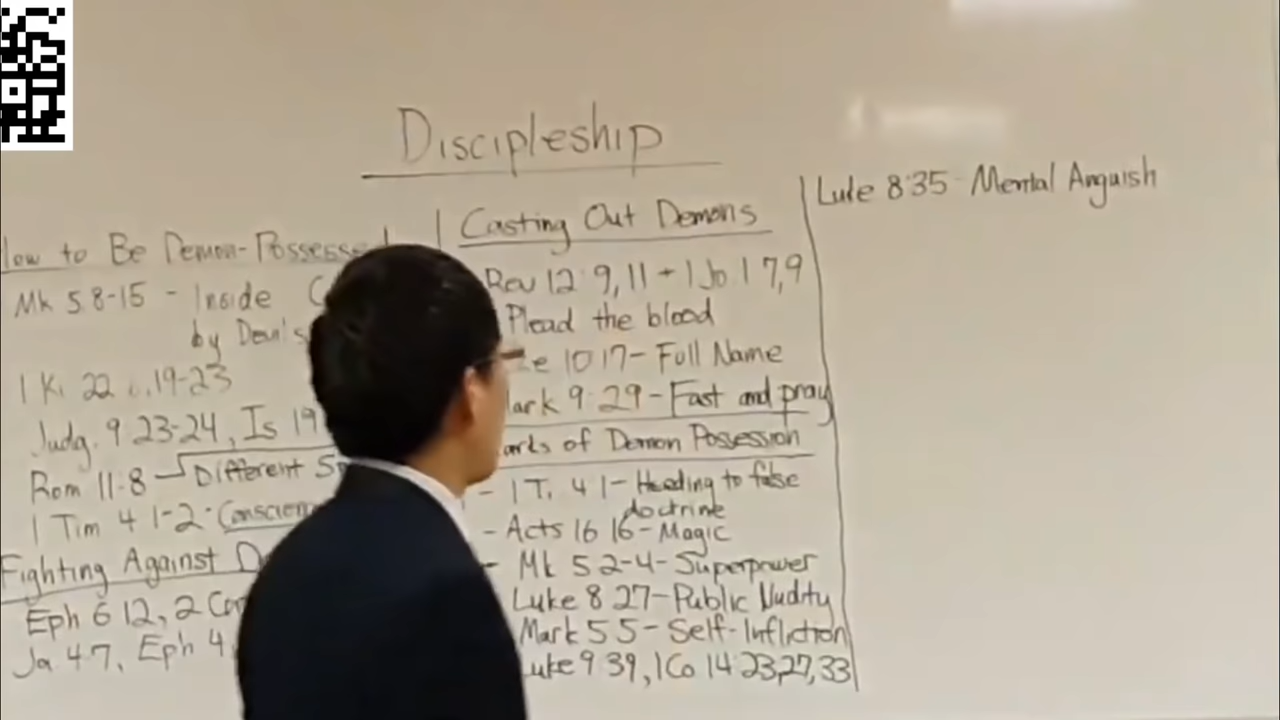 Discipleship
How to Be Demon-Possessed
Mk 5:8-15 - Inside
by Devils
1 Ki 22:19-23
Judg. 9:23-24, Is 19
Rom 11:8 Different
1 Tim 4:1-2 -
Fighting Against
Eph 6:12, 2 Cor
Ja 4:7, Eph 4
Casting Out Demons
Rev 12:9,11 + 1 Jo 1:7,9
Plead the blood
10:17- Full Name
Mark 9:29- Fast and pray
of Demon Possession
- 1 Ti 4:1- Heeding to false
doctrine
- Acts 16:16- Magic
- Mk 5:2-4- Superpower
Luke 8:27- Public Nudity
Mark 5:5- Self-Infliction
Luke 9:39, 1 Co 14:23,27,33
Luke 8:35- Mental Anguish